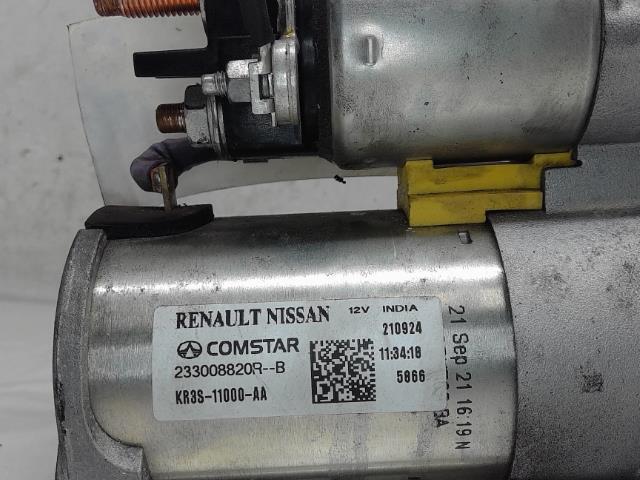 RENAULT NISSAN 12V INDIA
COMSTAR
233008820R--B
KR3S-11000-AA
210924
11:34:18
5866
21 Sep 21 16:19 N